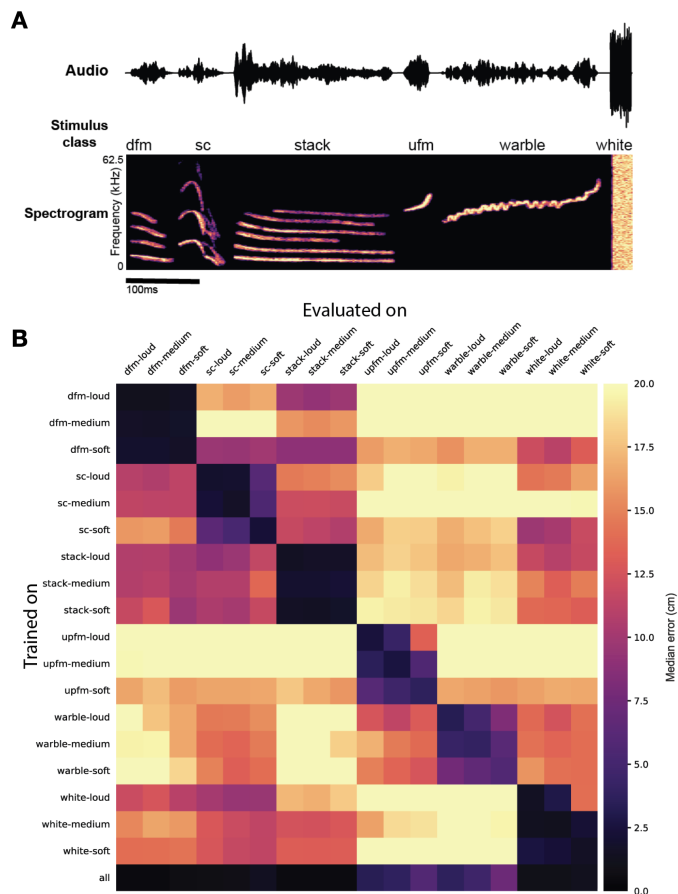 A
Audio
Stimulus
class
dfm sc stack ufm warble white
62.5
Spectrogram
Frequency (kHz)
0
100ms
Evaluated on
B
dfm-loud dfm-medium dfm-soft sc-loud sc-medium sc-soft stack-loud stack-medium stack-soft upfm-loud upfm-medium upfm-soft warble-loud warble-medium warble-soft white-loud white-medium white-soft
Trained on
dfm-loud
dfm-medium
dfm-soft
sc-loud
sc-medium
sc-soft
stack-loud
stack-medium
stack-soft
upfm-loud
upfm-medium
upfm-soft
warble-loud
warble-medium
warble-soft
white-loud
white-medium
white-soft
all
20.0
17.5
15.0
12.5
10.0
7.5
5.0
2.5
0.0
Median error (cm)